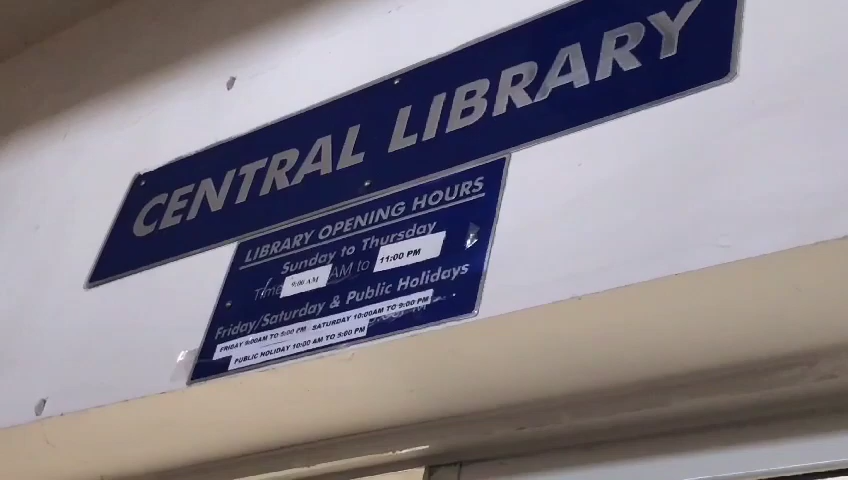 CENTRAL LIBRARY
LIBRARY OPENING HOURS
Sunday to Thursday
Time 9:00 AM AM to 11:00 PM
Friday/Saturday & Public Holidays
FRIDAY 9:00AM TO 5:00 PM / SATURDAY 10:00AM TO 9:00 PM
PUBLIC HOLIDAY 10:00 AM TO 5:00 PM